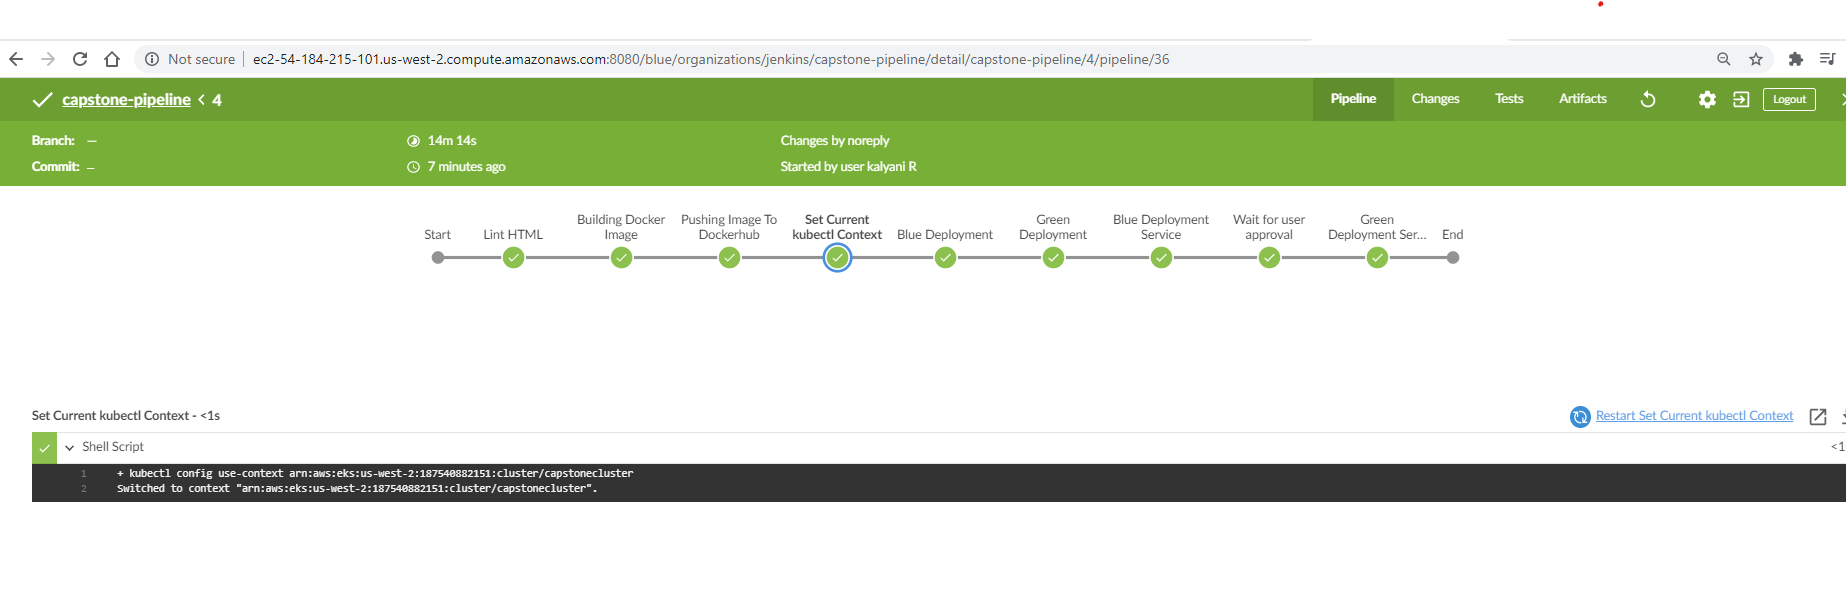 Not secure ec2-54-184-215-101.us-west-2.compute.amazonaws.com:8080/blue/organizations/jenkins/capstone-pipeline/detail/capstone-pipeline/4/pipeline/36
capstone-pipeline < 4
Pipeline Changes Tests Artifacts Logout
Branch: —
14m 14s
Changes by noreply
Commit: —
7 minutes ago
Started by user kalyani R
Start
Lint HTML
Building Docker
Image
Pushing Image To
Dockerhub
Set Current
kubectl Context
Blue Deployment
Green
Deployment
Blue Deployment
Service
Wait for user
approval
Green
Deployment Ser...
End
Set Current kubectl Context - <1s
Restart Set Current kubectl Context
Shell Script
<1
1 + kubectl config use-context arn:aws:eks:us-west-2:187540882151:cluster/capstonecluster
2 Switched to context "arn:aws:eks:us-west-2:187540882151:cluster/capstonecluster".